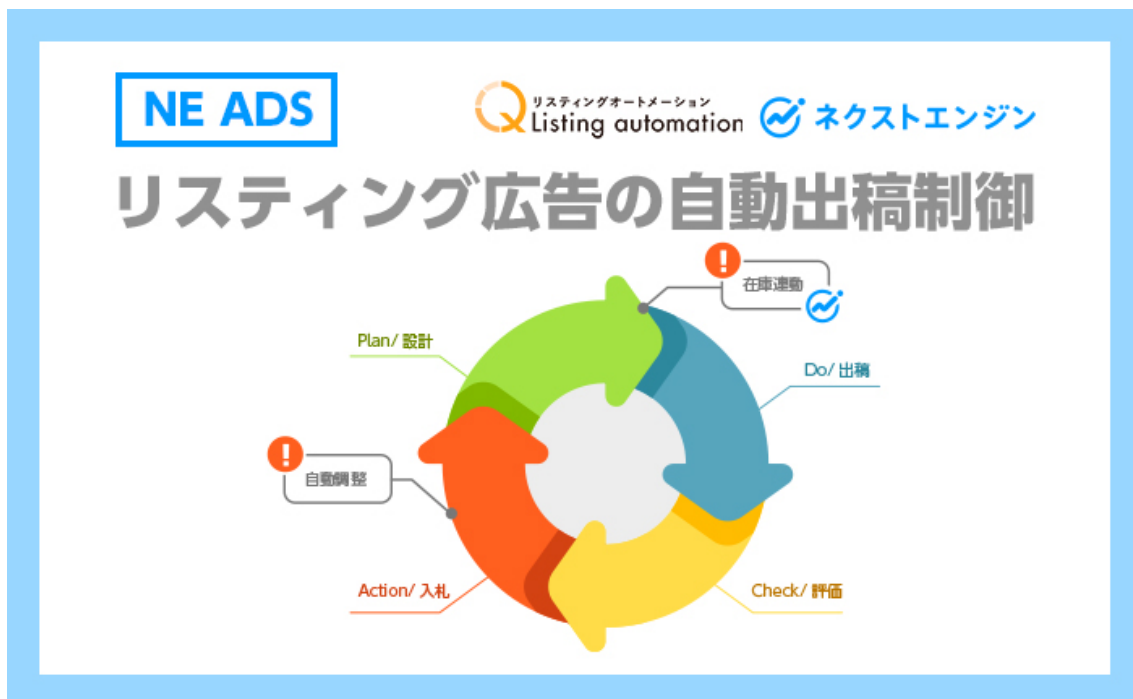 NE ADS
リスティングオートメーション
Listing automation
ネクストエンジン
リスティング広告の自動出稿制御
在庫連動
Plan/ 設計
Do/ 出稿
自動調整
Action/ 入札
Check/ 評価